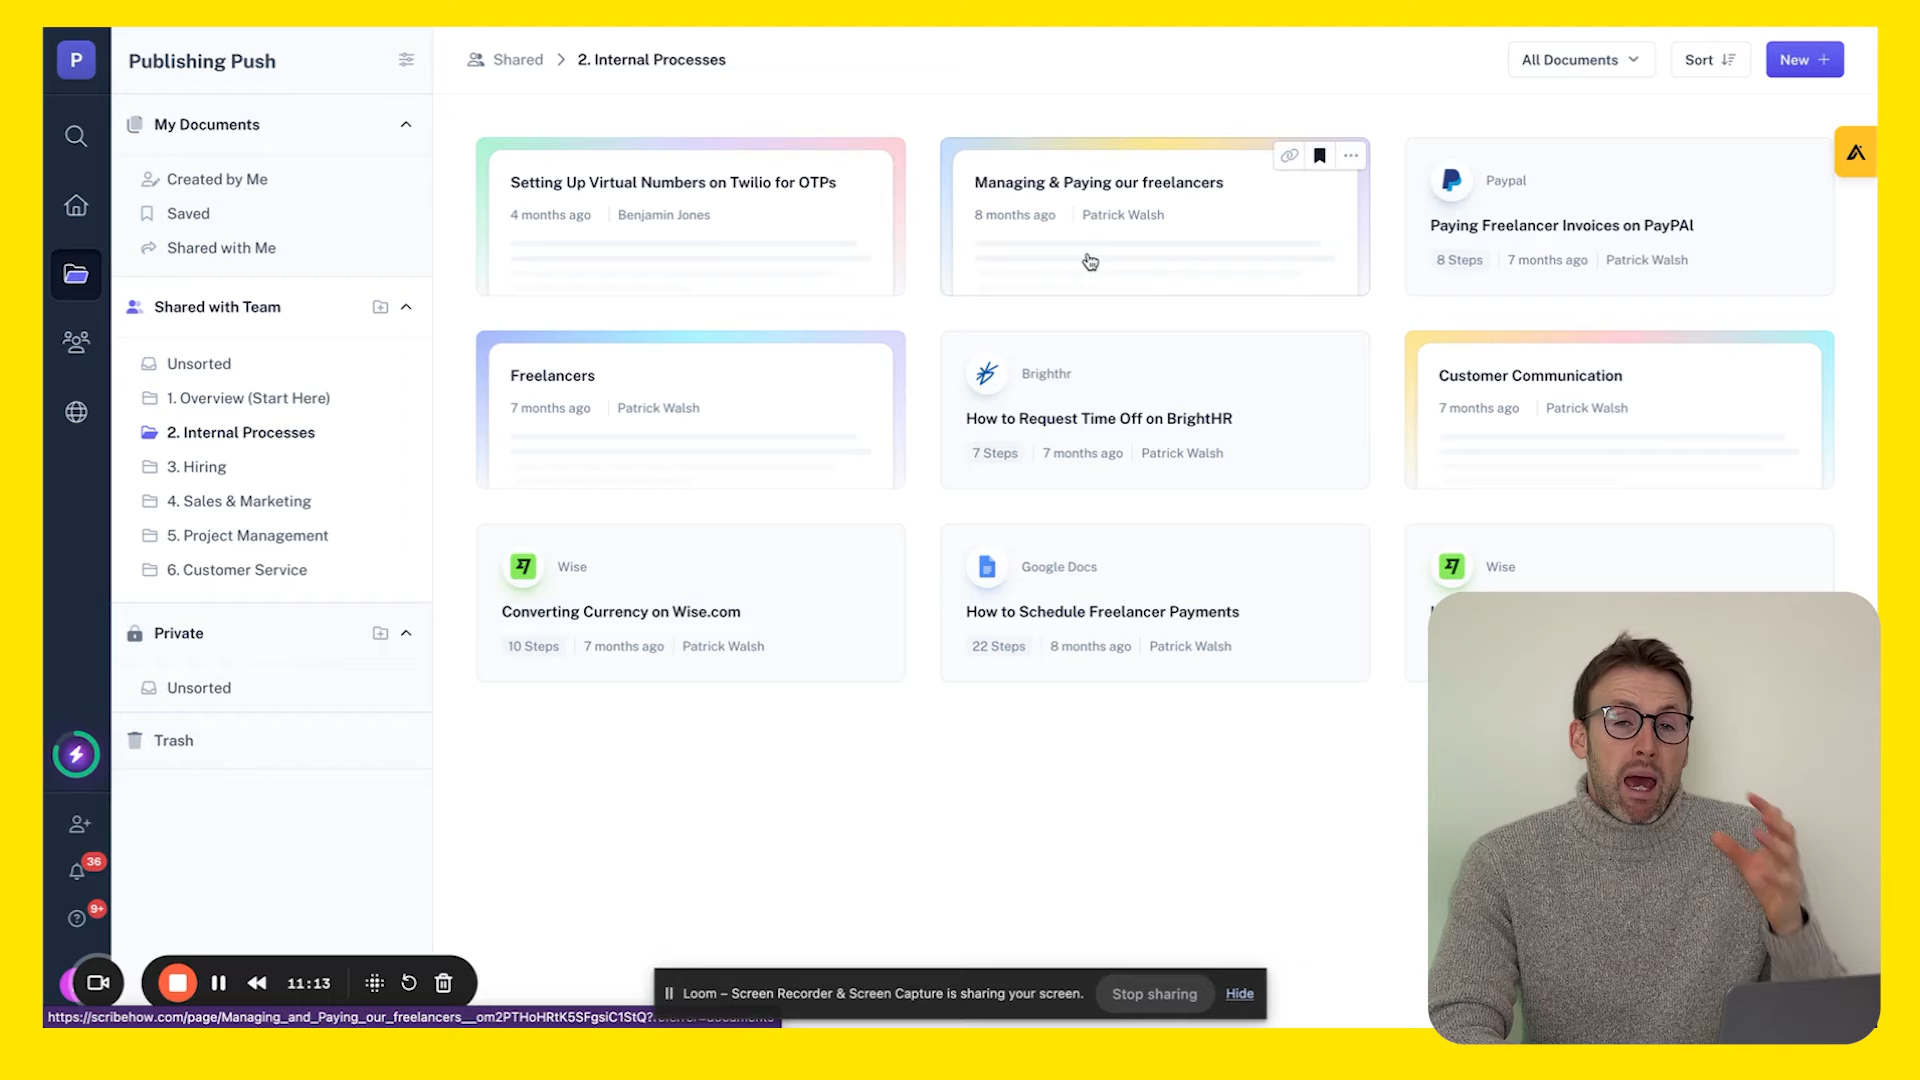 P
Publishing Push
My Documents
Created by Me
Saved
Shared with Me
Shared with Team
Unsorted
1. Overview (Start Here)
2. Internal Processes
3. Hiring
4. Sales & Marketing
5. Project Management
6. Customer Service
Private
Unsorted
Trash
36
9+
Shared
2. Internal Processes
All Documents
Sort
New +
Setting Up Virtual Numbers on Twilio for OTPs
4 months ago Benjamin Jones
Managing & Paying our freelancers
8 months ago Patrick Walsh
Paypal
Paying Freelancer Invoices on PayPAl
8 Steps 7 months ago Patrick Walsh
Freelancers
7 months ago Patrick Walsh
Brighthr
How to Request Time Off on BrightHR
7 Steps 7 months ago Patrick Walsh
Customer Communication
7 months ago Patrick Walsh
Wise
Converting Currency on Wise.com
10 Steps 7 months ago Patrick Walsh
Google Docs
How to Schedule Freelancer Payments
22 Steps 8 months ago Patrick Walsh
Wise
11:13
Loom – Screen Recorder & Screen Capture is sharing your screen.
Stop sharing
Hide